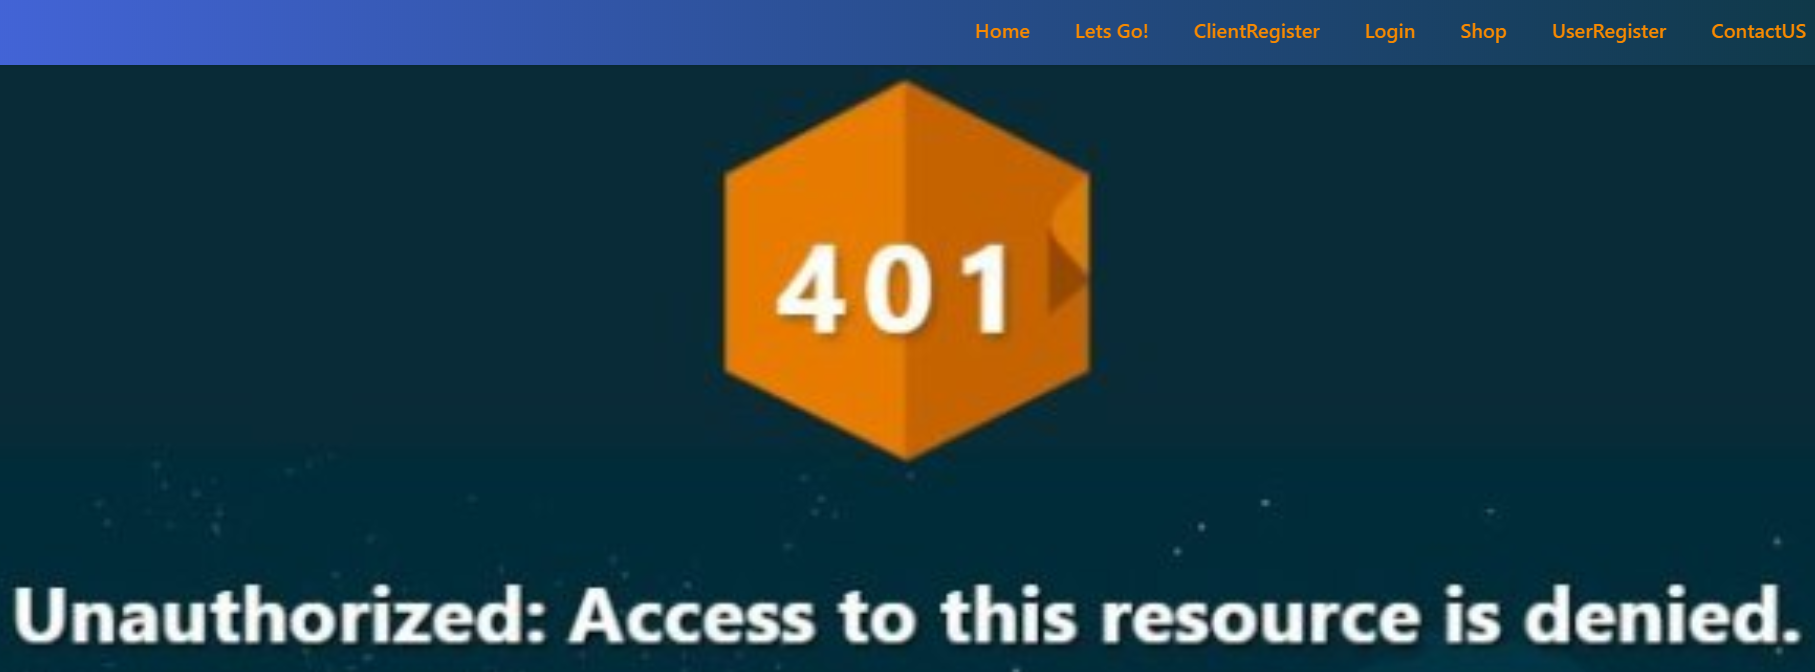 Home Lets Go! ClientRegister Login Shop UserRegister ContactUS
401
Unauthorized: Access to this resource is denied.